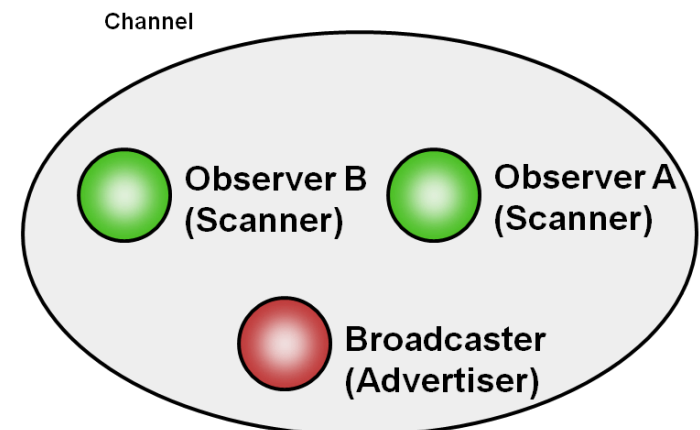 Channel
Observer B
(Scanner)
Observer A
(Scanner)
Broadcaster
(Advertiser)